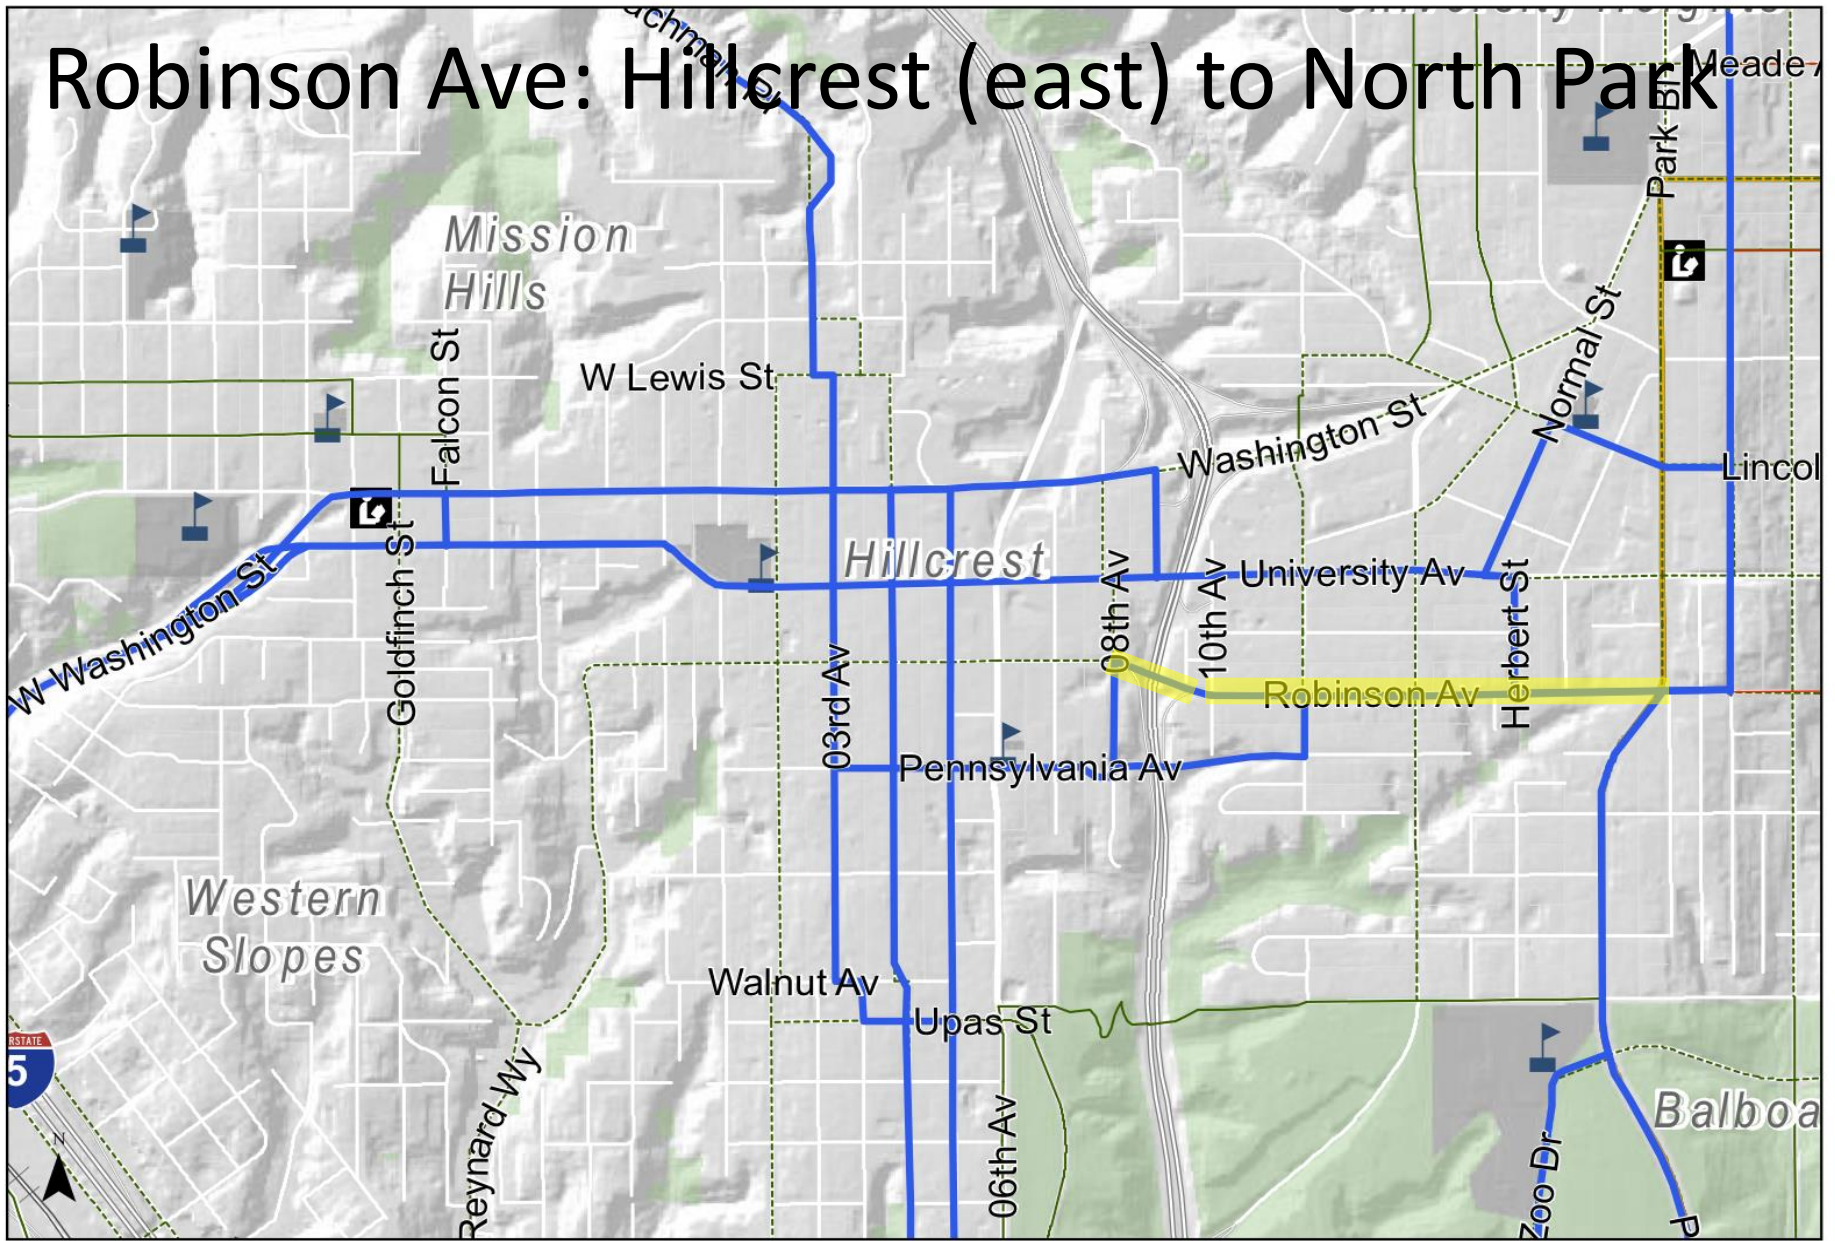 Robinson Ave: Hillcrest (east) to North Park
Meade
Park Bl
Mission
Hills
Normal St
Falcon St
W Lewis St
Washington St
Lincol
Goldfinch St
Hillcrest
08th Av
10th Av
University Av
Herbert St
W Washington St
03rd Av
Robinson Av
Pennsylvania Av
Western
Slopes
Walnut Av
Upas St
5
Reynard Wy
06th Av
Balboa
Zoo Dr
N
P